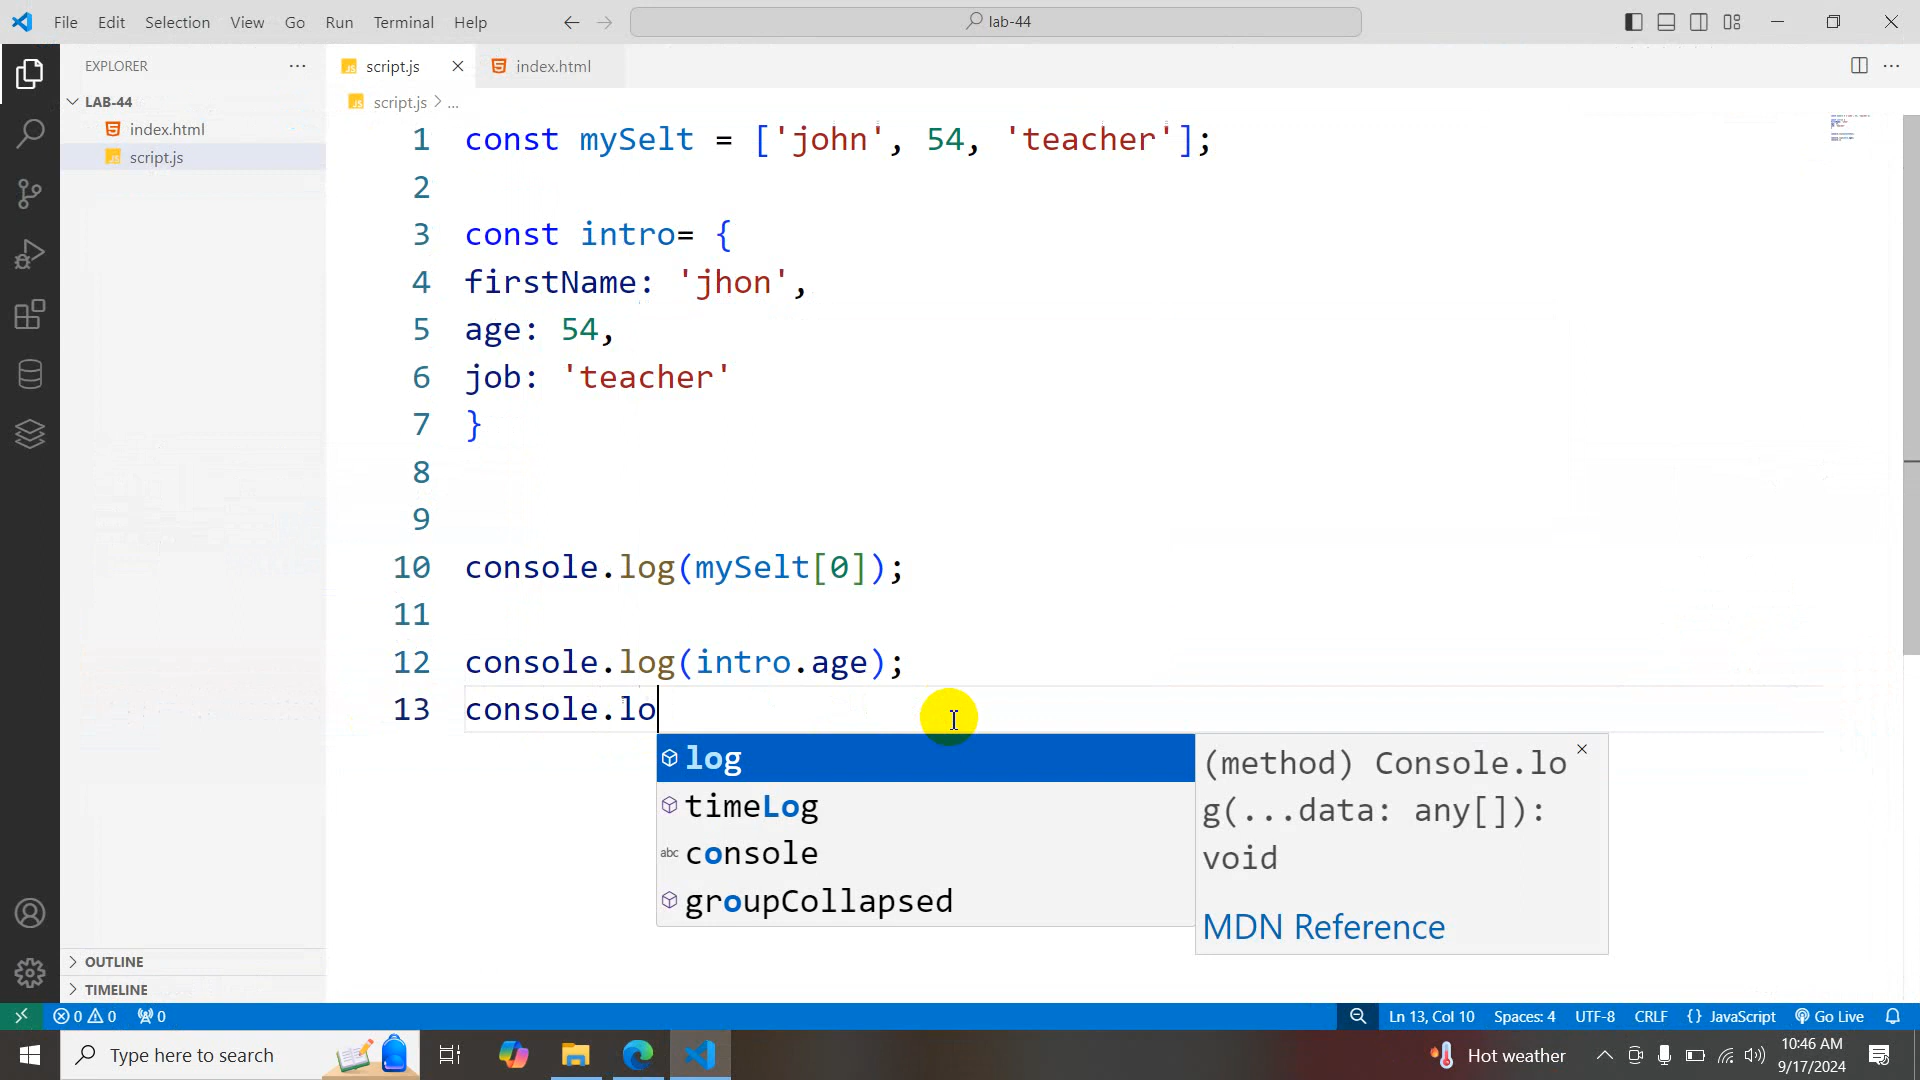 File Edit Selection View Go Run Terminal Help
lab-44
EXPLORER
LAB-44
index.html
script.js
OUTLINE
TIMELINE
script.js
index.html
script.js > ...
1 const mySelt = ['john', 54, 'teacher'];
2
3 const intro= {
4 firstName: 'jhon',
5 age: 54,
6 job: 'teacher'
7 }
8
9
10 console.log(mySelt[0]);
11
12 console.log(intro.age);
13 console.lo
log
timeLog
abc console
groupCollapsed
(method) Console.lo
g(...data: any[]):
void
MDN Reference
0 0 0 Ln 13, Col 10 Spaces: 4 UTF-8 CRLF {} JavaScript Go Live
Type here to search
Hot weather
10:46 AM
9/17/2024